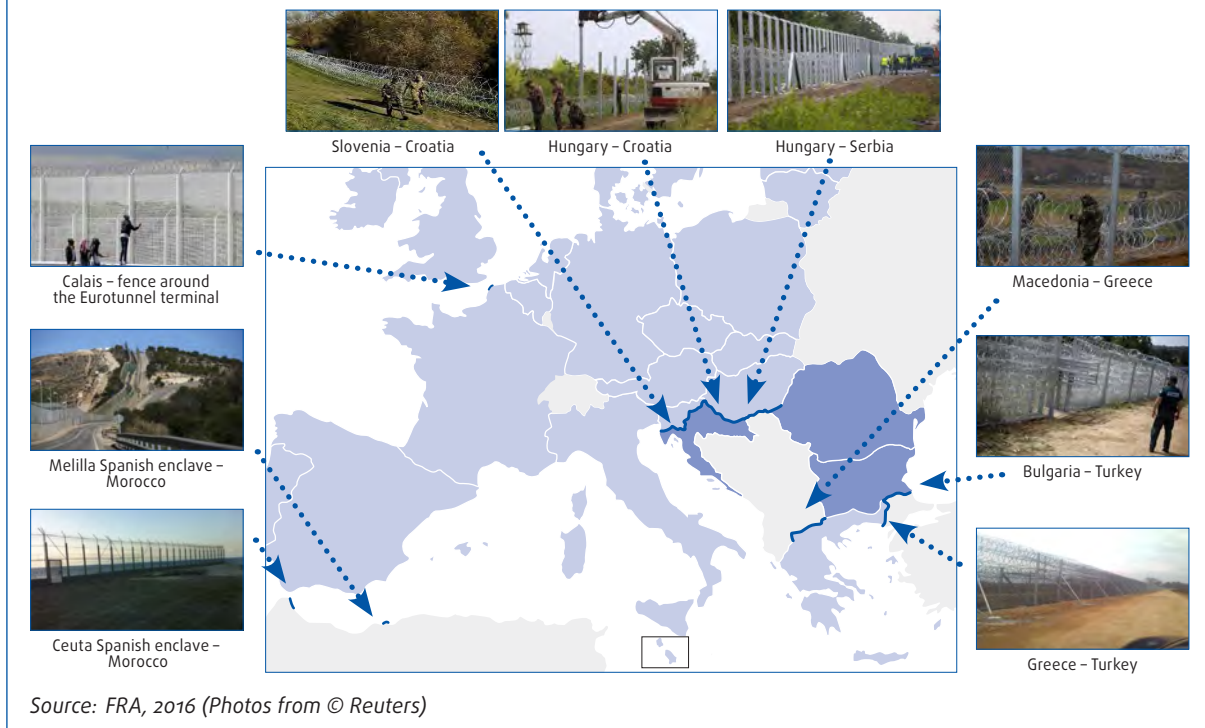 Slovenia – Croatia
Hungary – Croatia
Hungary – Serbia
Calais – fence around
the Eurotunnel terminal
Macedonia – Greece
Melilla Spanish enclave –
Morocco
Bulgaria – Turkey
Ceuta Spanish enclave –
Morocco
Greece – Turkey
Source: FRA, 2016 (Photos from © Reuters)